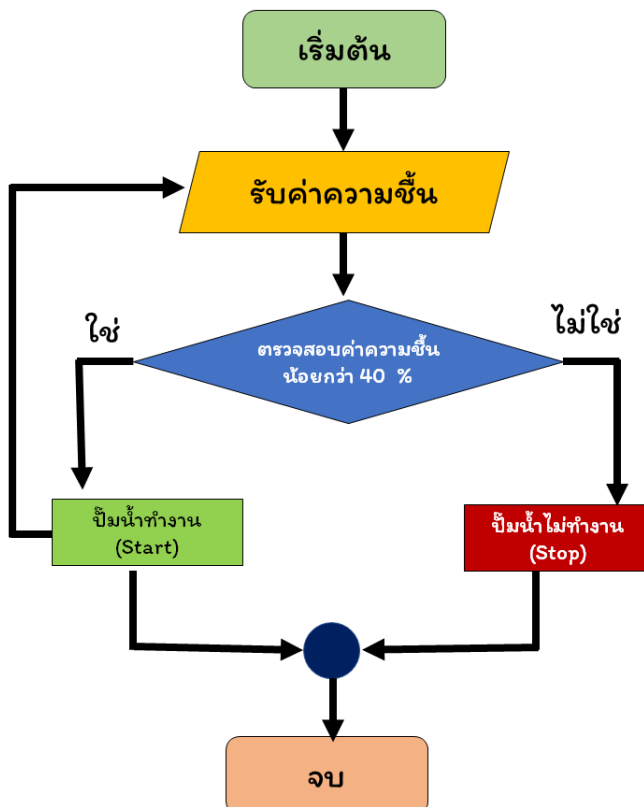 เริ่มต้น
รับค่าความชื้น
ใช่
ไม่ใช่
ตรวจสอบค่าความชื้น
น้อยกว่า 40 %
ปั๊มน้ำทำงาน
(Start)
ปั๊มน้ำไม่ทำงาน
(Stop)
จบ